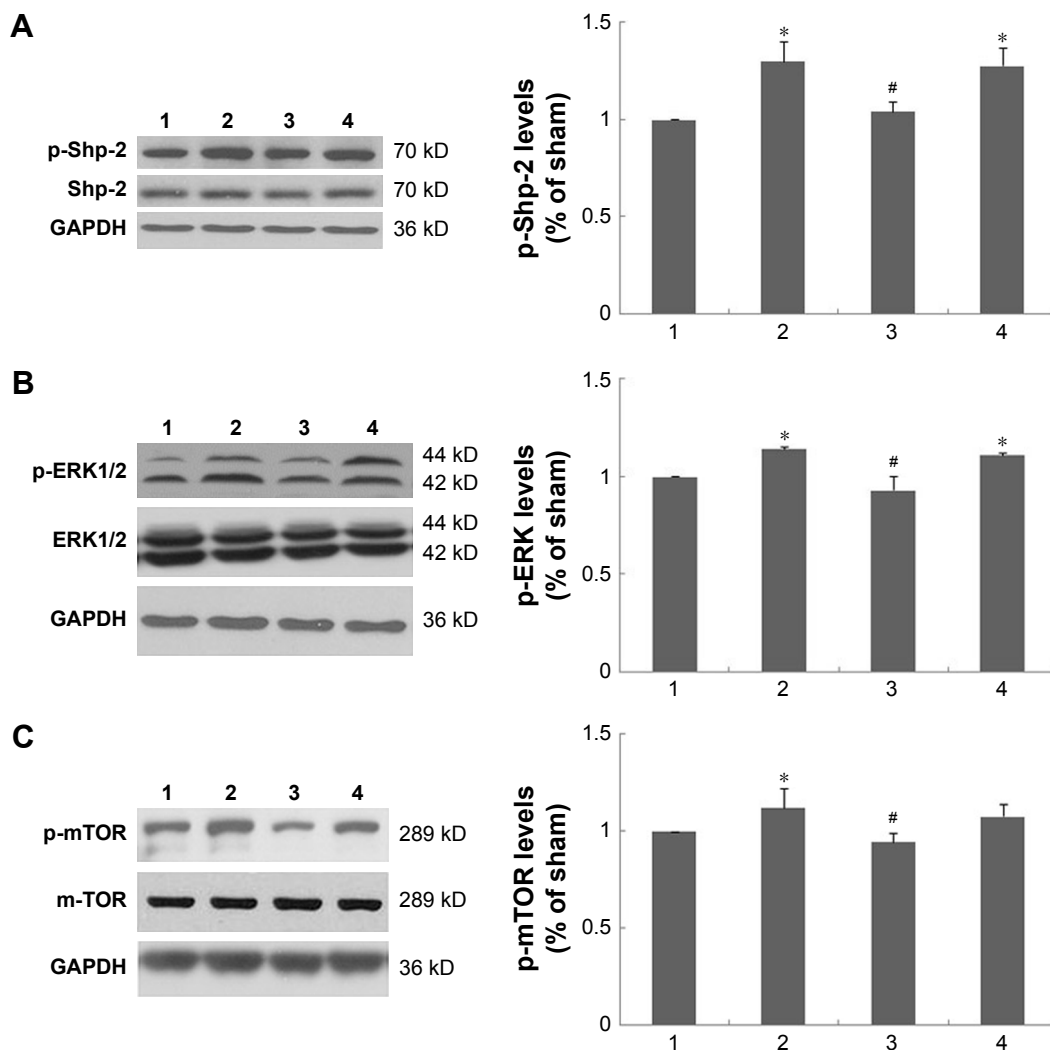 A
1 2 3 4
p-Shp-2 70 kD
Shp-2 70 kD
GAPDH 36 kD
p-Shp-2 levels
(% of sham)
1.5
1
0.5
0
* # *
1 2 3 4
B
1 2 3 4
p-ERK1/2 44 kD
42 kD
ERK1/2 44 kD
42 kD
GAPDH 36 kD
p-ERK levels
(% of sham)
1.5
1
0.5
0
* # *
1 2 3 4
C
1 2 3 4
p-mTOR 289 kD
m-TOR 289 kD
GAPDH 36 kD
p-mTOR levels
(% of sham)
1.5
1
0.5
0
* #
1 2 3 4